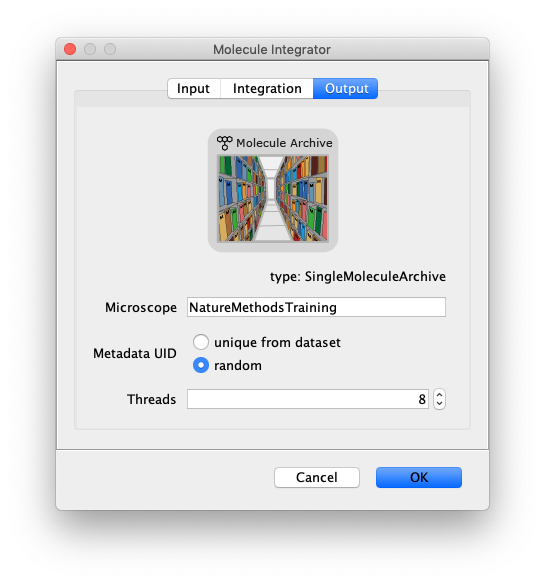 Molecule Integrator
Input Integration Output
Molecule Archive
type: SingleMoleculeArchive
Microscope NatureMethodsTraining
Metadata UID
unique from dataset
random
Threads 8
Cancel OK